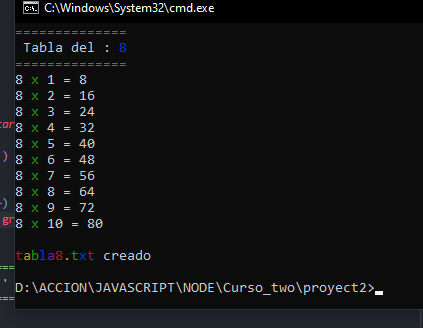 C:\Windows\System32\cmd.exe
==============
Tabla del : 8
==============
8 x 1 = 8
8 x 2 = 16
8 x 3 = 24
8 x 4 = 32
8 x 5 = 40
8 x 6 = 48
8 x 7 = 56
8 x 8 = 64
8 x 9 = 72
8 x 10 = 80
tabla8.txt creado
D:\ACCION\JAVASCRIPT\NODE\Curso_two\proyect2>